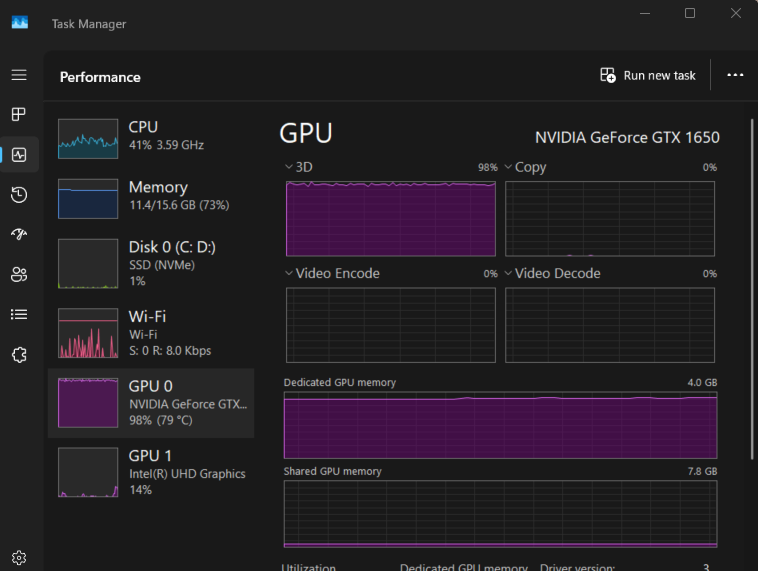 Task Manager
Performance
Run new task
CPU
41% 3.59 GHz
Memory
11.4/15.6 GB (73%)
Disk 0 (C: D:)
SSD (NVMe)
1%
Wi-Fi
Wi-Fi
S: 0 R: 8.0 Kbps
GPU 0
NVIDIA GeForce GTX...
98% (79 °C)
GPU 1
Intel(R) UHD Graphics
14%
GPU
NVIDIA GeForce GTX 1650
3D 98%
Copy 0%
Video Encode 0%
Video Decode 0%
Dedicated GPU memory 4.0 GB
Shared GPU memory 7.8 GB
Utilization Dedicated GPU memory Driver version: 3